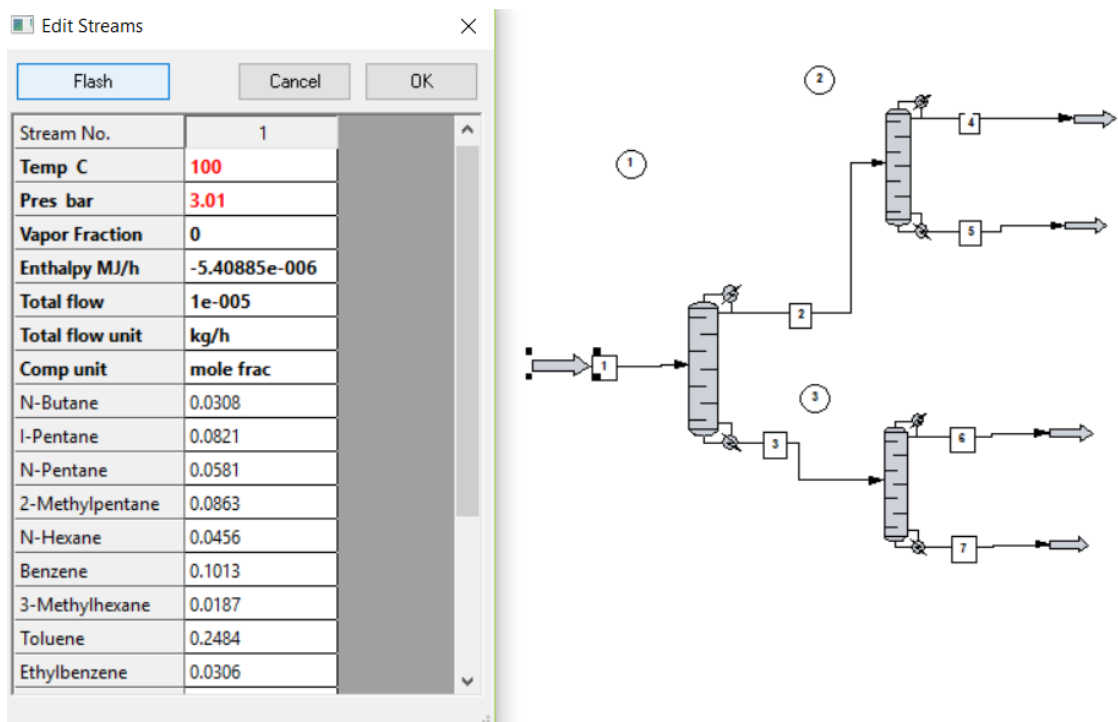 Edit Streams
Flash Cancel OK
Stream No. 1
Temp C 100
Pres bar 3.01
Vapor Fraction 0
Enthalpy MJ/h -5.40885e-006
Total flow 1e-005
Total flow unit kg/h
Comp unit mole frac
N-Butane 0.0308
I-Pentane 0.0821
N-Pentane 0.0581
2-Methylpentane 0.0863
N-Hexane 0.0456
Benzene 0.1013
3-Methylhexane 0.0187
Toluene 0.2484
Ethylbenzene 0.0306
2
4
1
5
2
1
3
3
6
7